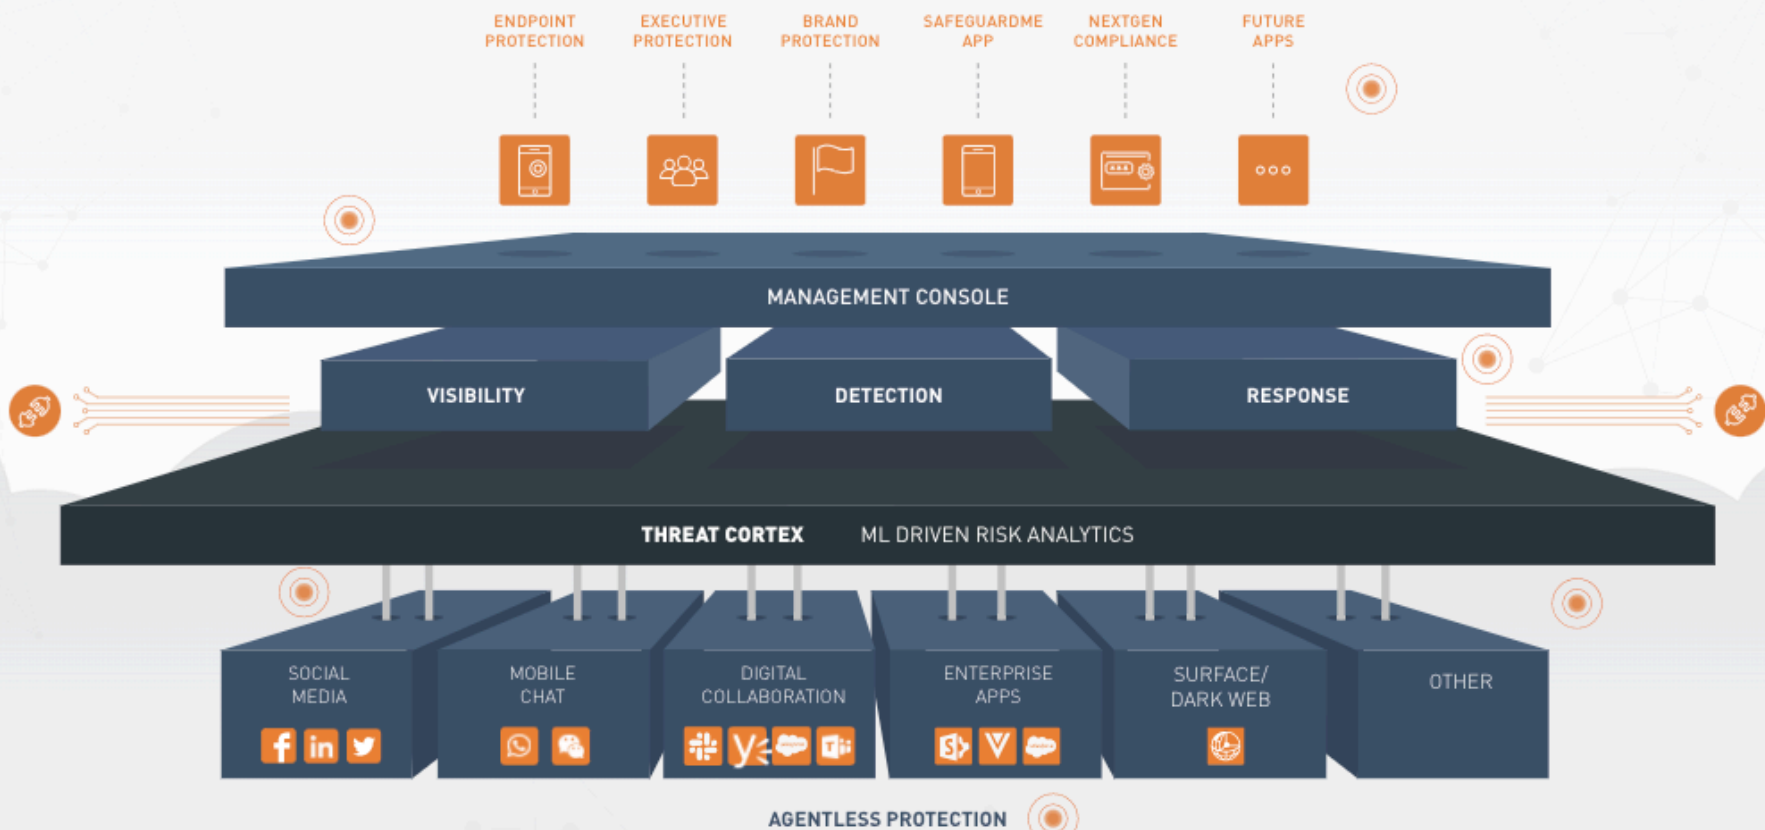 ENDPOINT
PROTECTION
EXECUTIVE
PROTECTION
BRAND
PROTECTION
SAFEGUARDME
APP
NEXTGEN
COMPLIANCE
FUTURE
APPS
MANAGEMENT CONSOLE
VISIBILITY
DETECTION
RESPONSE
THREAT CORTEX ML DRIVEN RISK ANALYTICS
SOCIAL
MEDIA
MOBILE
CHAT
DIGITAL
COLLABORATION
ENTERPRISE
APPS
SURFACE/
DARK WEB
OTHER
AGENTLESS PROTECTION